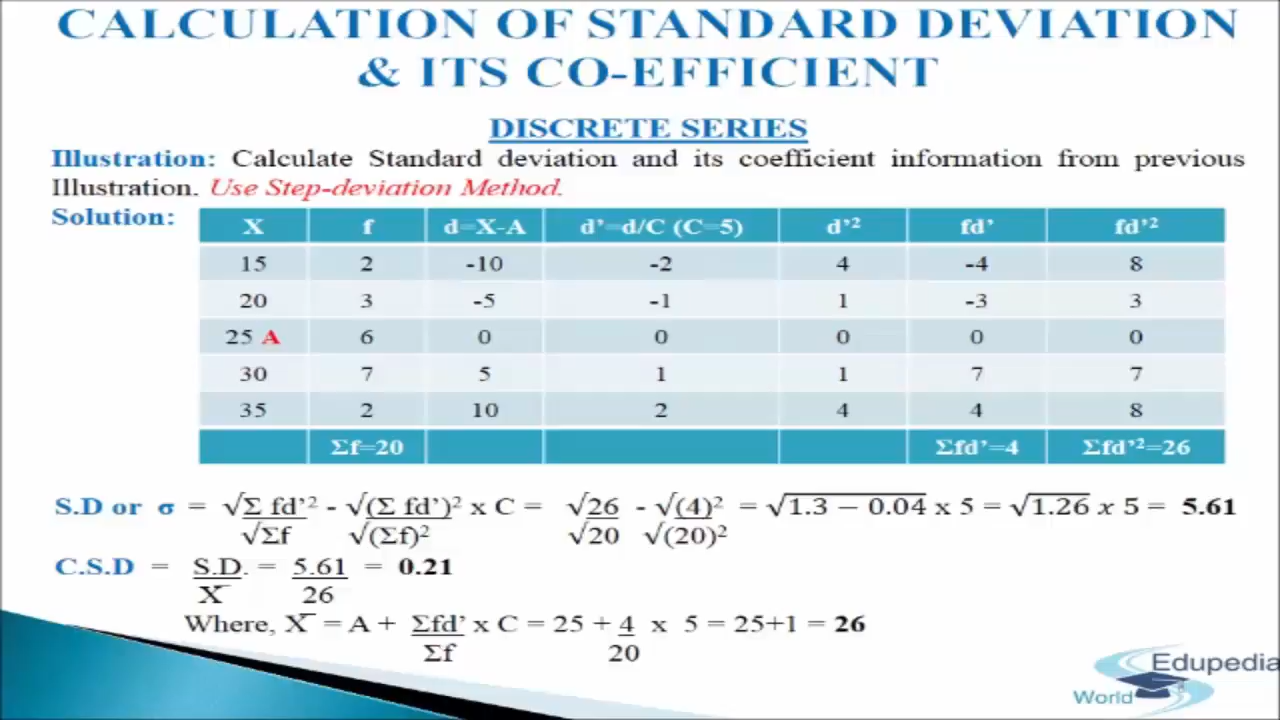 CALCULATION OF STANDARD DEVIATION
& ITS CO-EFFICIENT
DISCRETE SERIES
Illustration: Calculate Standard deviation and its coefficient information from previous
Illustration. Use Step-deviation Method.
Solution:
X f d=X-A d’=d/C (C=5) d’² fd’ fd’²
15 2 -10 -2 4 -4 8
20 3 -5 -1 1 -3 3
25 A 6 0 0 0 0 0
30 7 5 1 1 7 7
35 2 10 2 4 4 8
Σf=20 Σfd’=4 Σfd’²=26
S.D or σ = √Σ fd’² - √(Σ fd’)² x C = √26 - √(4)² = √1.3 − 0.04 x 5 = √1.26 x 5 = 5.61
√Σf √(Σf)² √20 √(20)²
C.S.D = S.D. = 5.61 = 0.21
X̅ 26
Where, X̅ = A + Σfd’ x C = 25 + 4 x 5 = 25+1 = 26
Σf 20
Edupedia
World